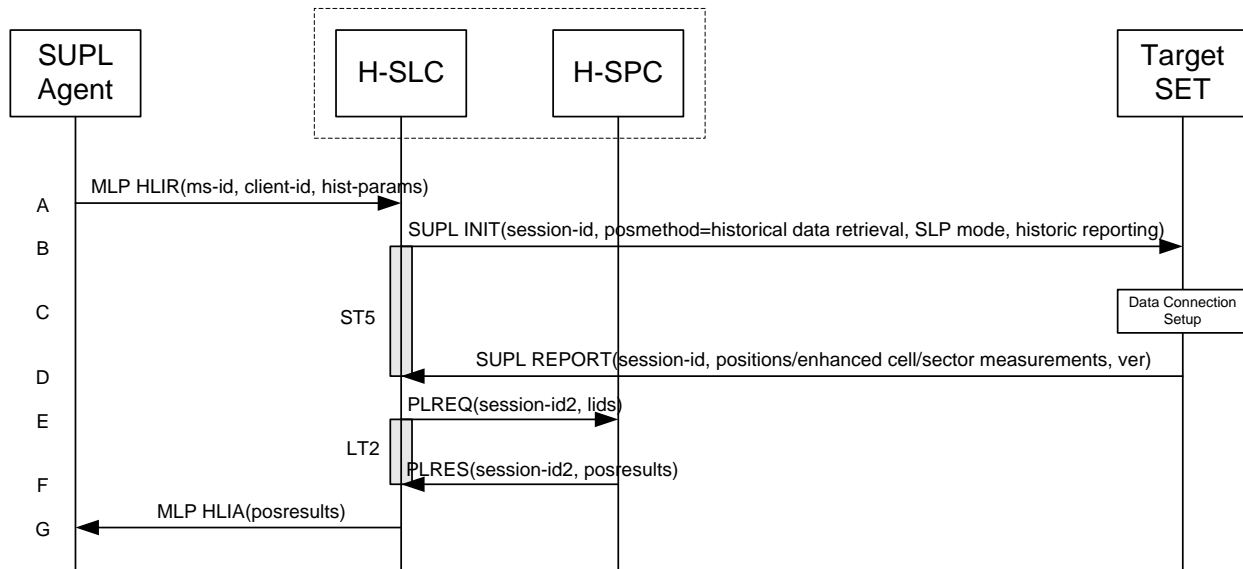 SUPL
Agent
H-SLC
H-SPC
Target
SET
MLP HLIR(ms-id, client-id, hist-params)
A
SUPL INIT(session-id, posmethod=historical data retrieval, SLP mode, historic reporting)
B
Data Connection
Setup
C
ST5
SUPL REPORT(session-id, positions/enhanced cell/sector measurements, ver)
D
PLREQ(session-id2, lids)
E
LT2
PLRES(session-id2, posresults)
F
MLP HLIA(posresults)
G